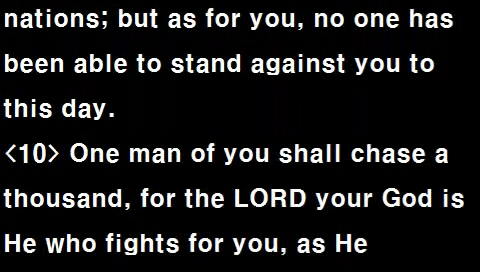 nations; but as for you, no one has
been able to stand against you to
this day.
<10> One man of you shall chase a
thousand, for the LORD your God is
He who fights for you, as He